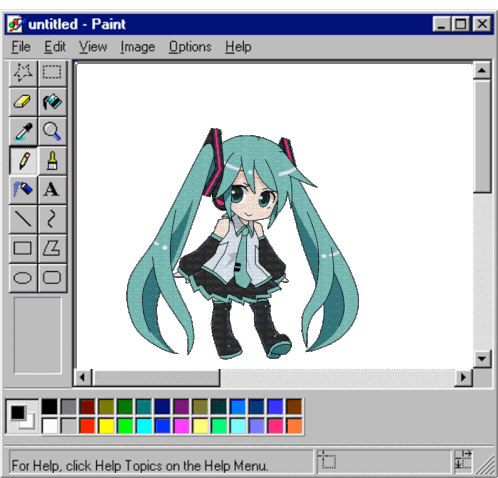 untitled - Paint
File Edit View Image Options Help
A
For Help, click Help Topics on the Help Menu.